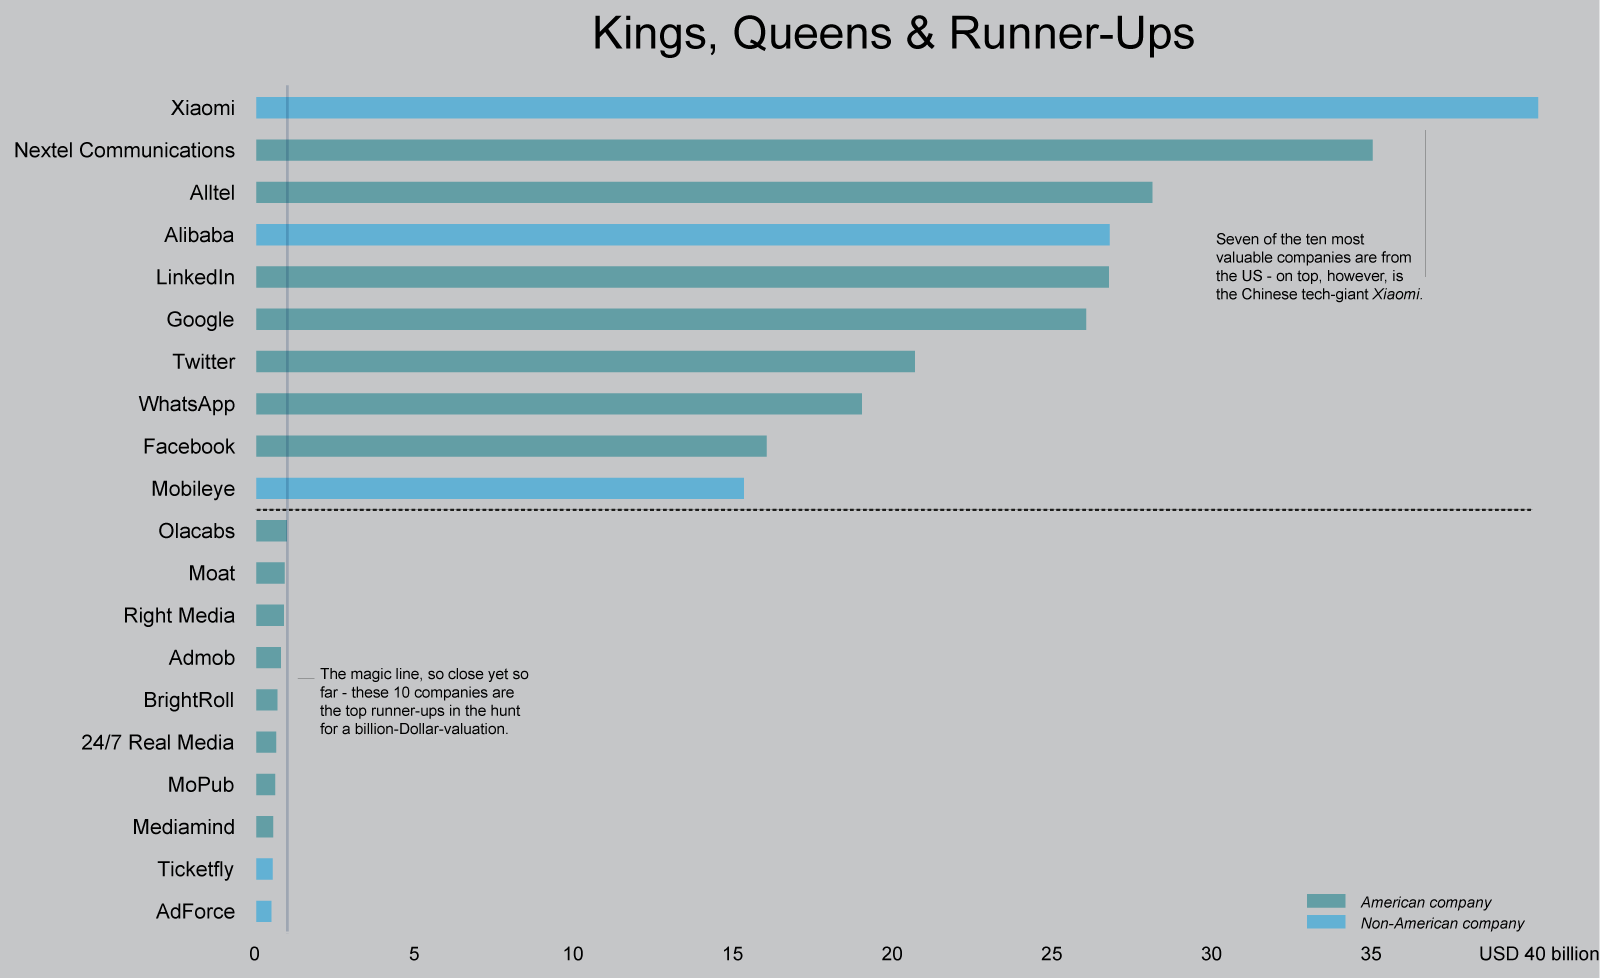 Kings, Queens & Runner-Ups
Xiaomi
Nextel Communications
Alltel
Alibaba
LinkedIn
Google
Twitter
WhatsApp
Facebook
Mobileye
Olacabs
Moat
Right Media
Admob
BrightRoll
24/7 Real Media
MoPub
Mediamind
Ticketfly
AdForce
Seven of the ten most
valuable companies are from
the US - on top, however, is
the Chinese tech-giant Xiaomi.
The magic line, so close yet so
far - these 10 companies are
the top runner-ups in the hunt
for a billion-Dollar-valuation.
American company
Non-American company
0 5 10 15 20 25 30 35 USD 40 billion